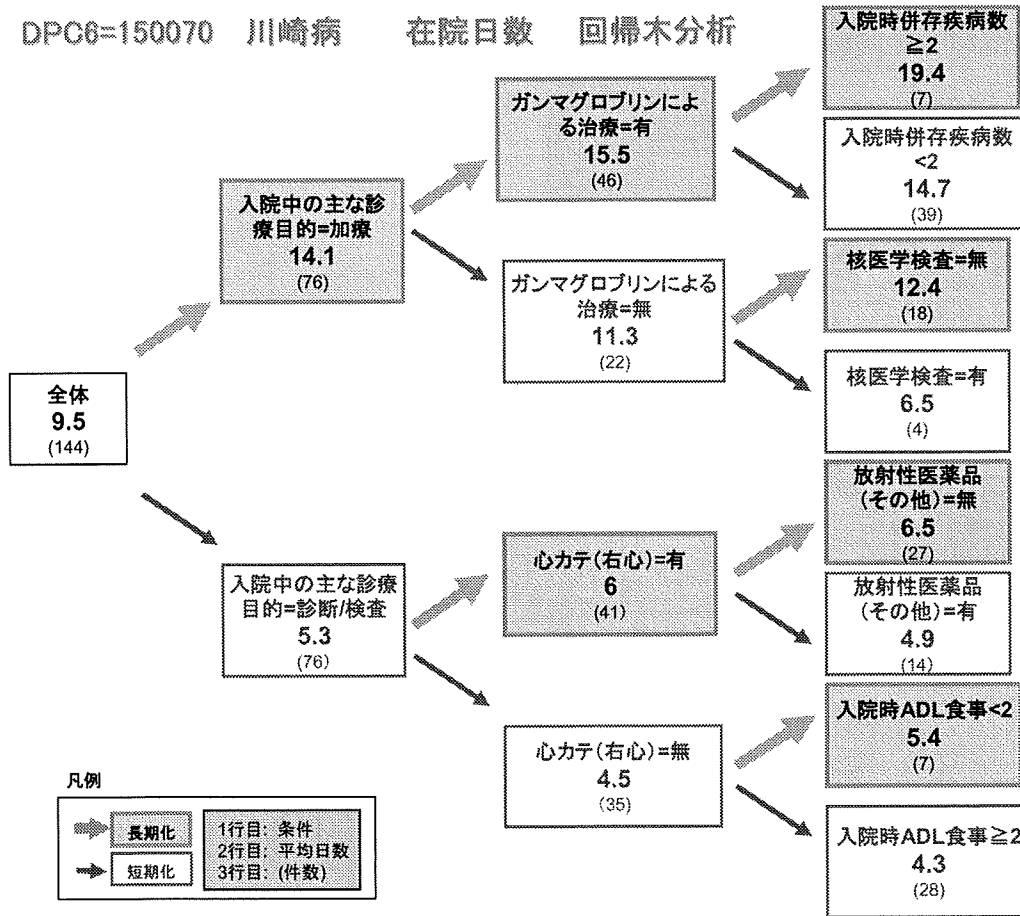 DPC6=150070 川崎病 在院日数 回帰木分析
全体
9.5
(144)
入院中の主な診
療目的=加療
14.1
(76)
入院中の主な診療
目的=診断/検査
5.3
(76)
ガンマグロブリンによ
る治療=有
15.5
(46)
ガンマグロブリンによる
治療=無
11.3
(22)
心カテ(右心)=有
6
(41)
心カテ(右心)=無
4.5
(35)
入院時併存疾病数
≧2
19.4
(7)
入院時併存疾病数
<2
14.7
(39)
核医学検査=無
12.4
(18)
核医学検査=有
6.5
(4)
放射性医薬品
(その他)=無
6.5
(27)
放射性医薬品
(その他)=有
4.9
(14)
入院時ADL食事<2
5.4
(7)
入院時ADL食事≧2
4.3
(28)
凡例
長期化
短期化
1行目: 条件
2行目: 平均日数
3行目: (件数)